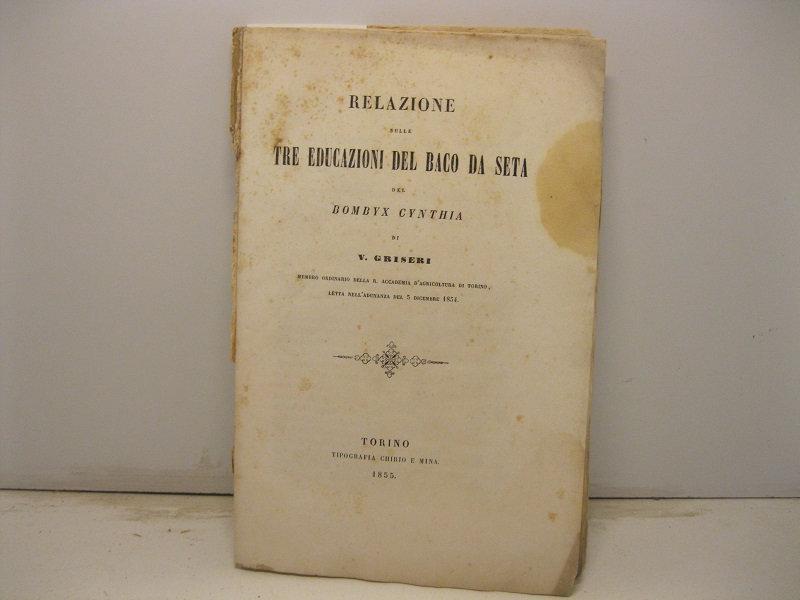 RELAZIONE
SULLE
TRE EDUCAZIONI DEL BACO DA SETA
DEL
BOMBYX CYNTHIA
DI
V. GRISERI
MEMBRO ORDINARIO DELLA R. ACCADEMIA D'AGRICOLTURA DI TORINO,
LETTA NELL'ADUNANZA DEL 5 DICEMBRE 1854.
TORINO
TIPOGRAFIA CHIRIO E MINA.
1855.